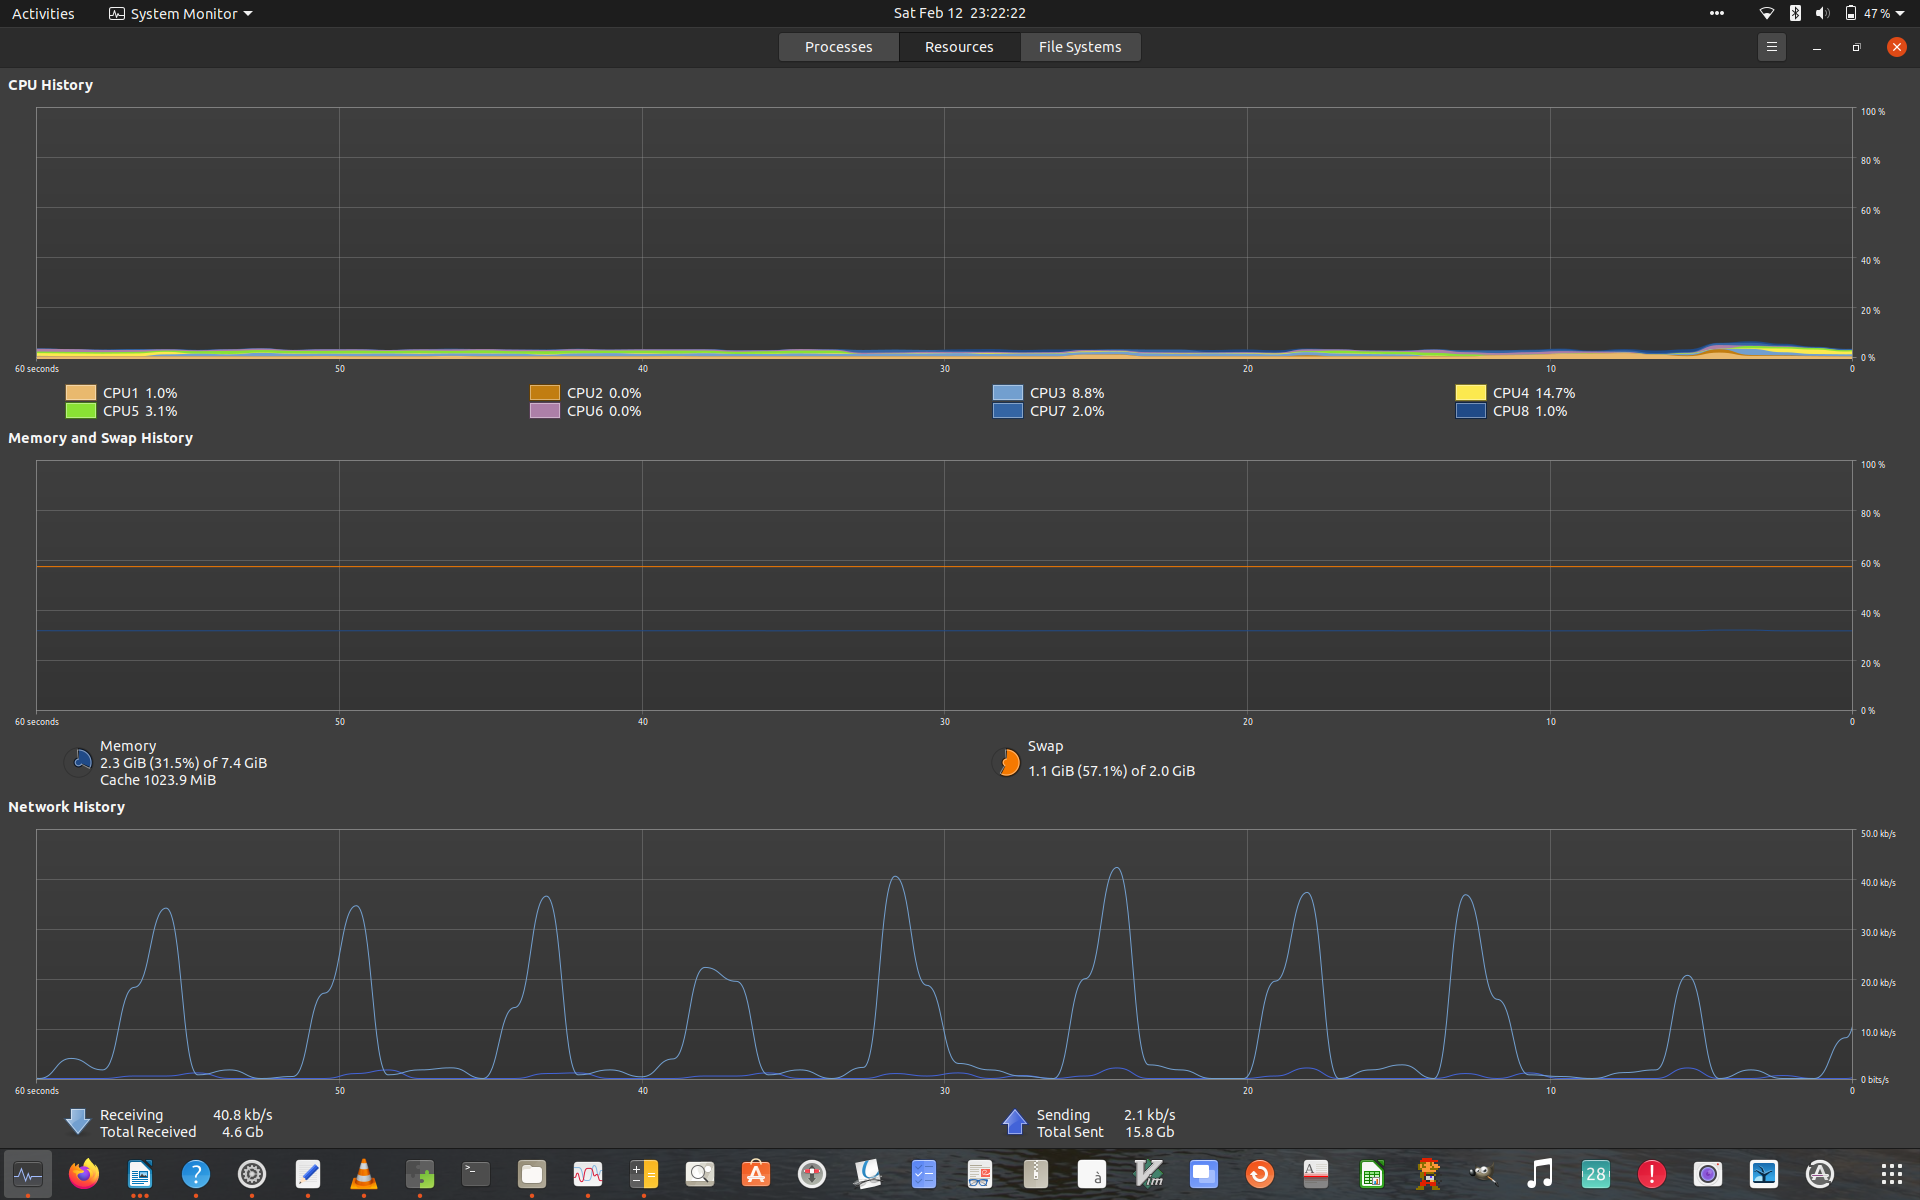 Activities System Monitor Sat Feb 12 23:22:22 47 %
Processes Resources File Systems
CPU History
100 %
80 %
60 %
40 %
20 %
0 %
60 seconds 50 40 30 20 10 0
CPU1 1.0% CPU2 0.0% CPU3 8.8% CPU4 14.7%
CPU5 3.1% CPU6 0.0% CPU7 2.0% CPU8 1.0%
Memory and Swap History
100 %
80 %
60 %
40 %
20 %
0 %
60 seconds 50 40 30 20 10 0
Memory
2.3 GiB (31.5%) of 7.4 GiB
Cache 1023.9 MiB
Swap
1.1 GiB (57.1%) of 2.0 GiB
Network History
50.0 kb/s
40.0 kb/s
30.0 kb/s
20.0 kb/s
10.0 kb/s
0 bits/s
60 seconds 50 40 30 20 10 0
Receiving 40.8 kb/s
Total Received 4.6 Gb
Sending 2.1 kb/s
Total Sent 15.8 Gb
? >_ à Vim A 28 !